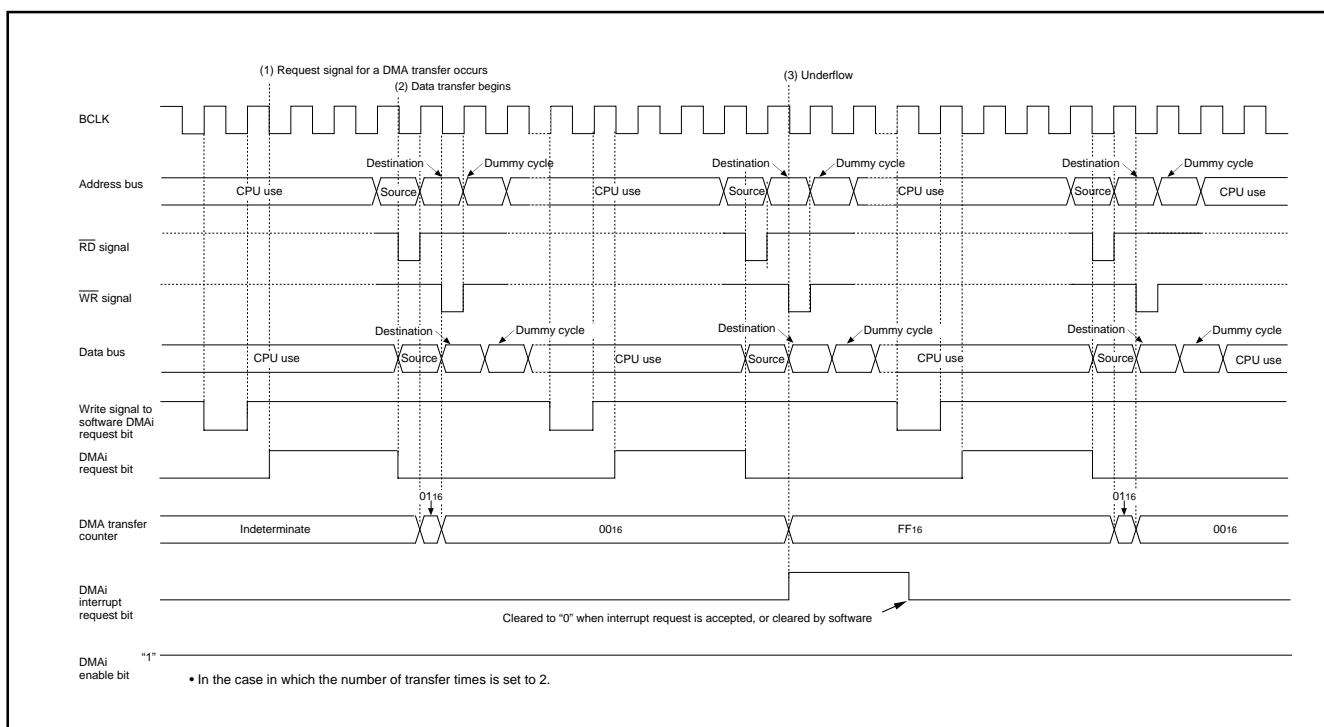 (1) Request signal for a DMA transfer occurs
(2) Data transfer begins
(3) Underflow
BCLK
Destination
Dummy cycle
Destination
Dummy cycle
Destination
Dummy cycle
Address bus
CPU use
Source
CPU use
Source
CPU use
Source
CPU use
RD signal
WR signal
Destination
Dummy cycle
Destination
Dummy cycle
Destination
Dummy cycle
Data bus
CPU use
Source
CPU use
Source
CPU use
Source
CPU use
Write signal to
software DMAi
request bit
DMAi
request bit
0116
0116
DMA transfer
counter
Indeterminate
0016
FF16
0016
DMAi
interrupt
request bit
Cleared to “0” when interrupt request is accepted, or cleared by software
“1”
DMAi
enable bit
• In the case in which the number of transfer times is set to 2.